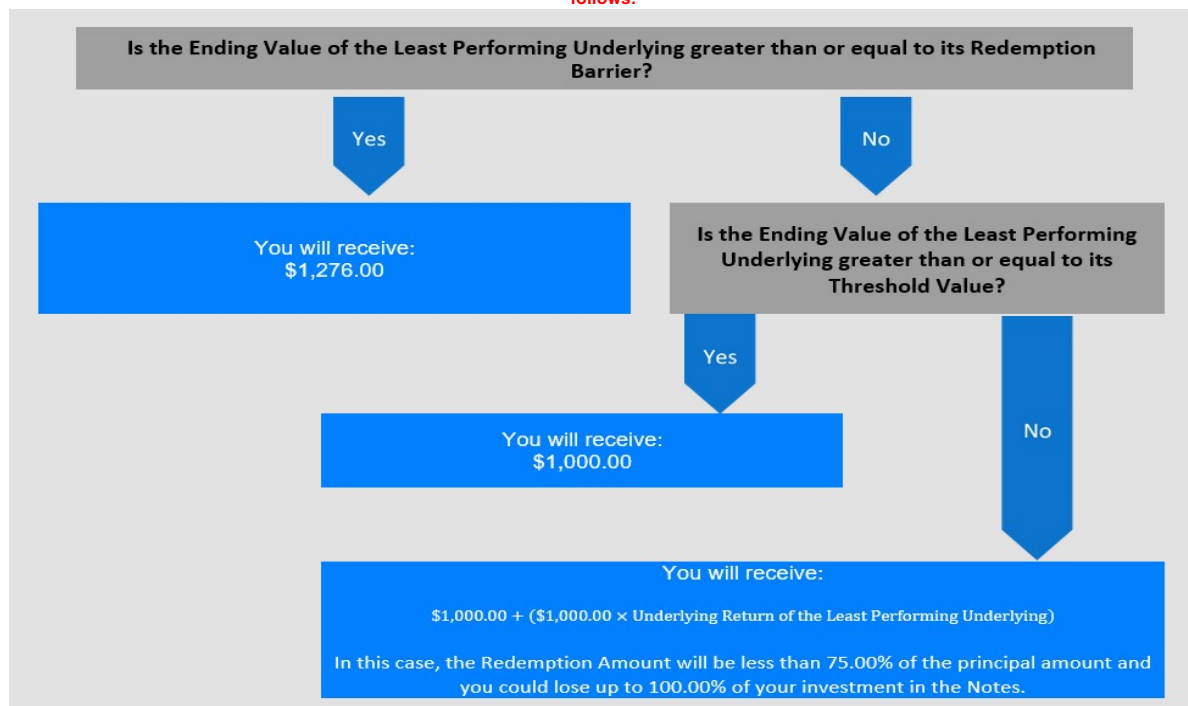 follows:
Is the Ending Value of the Least Performing Underlying greater than or equal to its Redemption
Barrier?
Yes
No
You will receive:
$1,276.00
Is the Ending Value of the Least Performing
Underlying greater than or equal to its
Threshold Value?
Yes
No
You will receive:
$1,000.00
You will receive:
$1,000.00 + ($1,000.00 × Underlying Return of the Least Performing Underlying)
In this case, the Redemption Amount will be less than 75.00% of the principal amount and
you could lose up to 100.00% of your investment in the Notes.